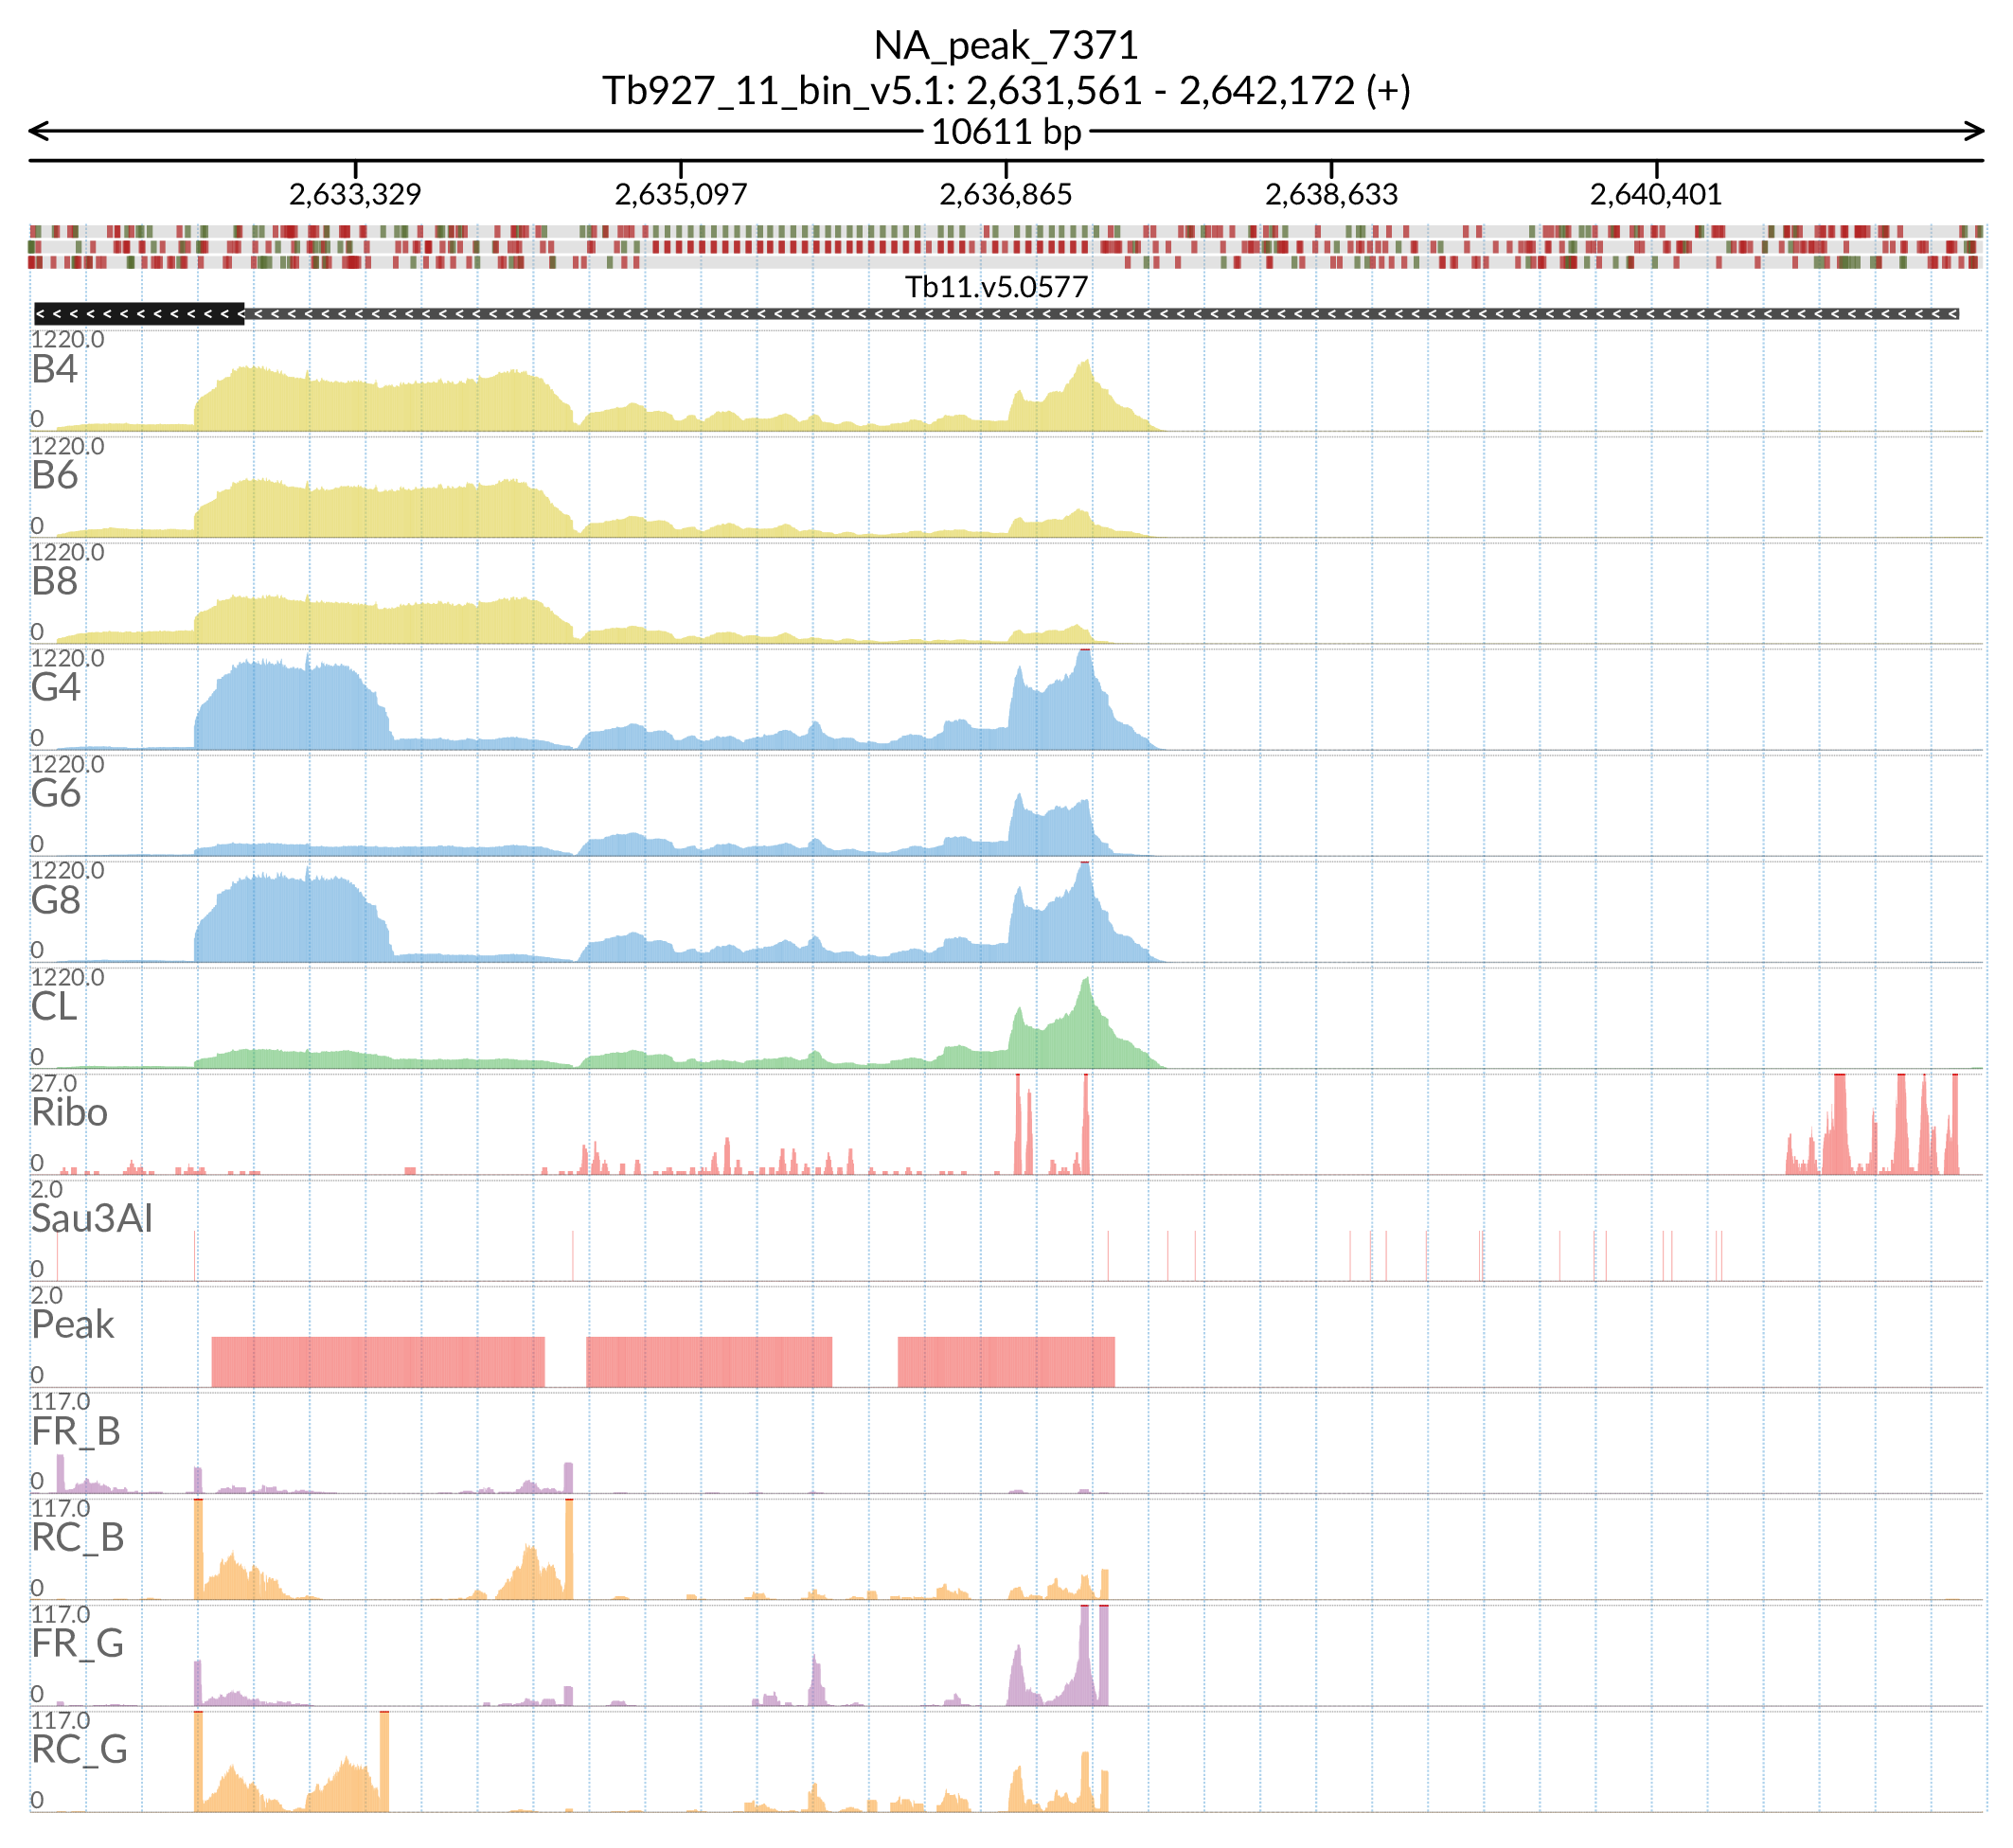 NA_peak_7371
Tb927_11_bin_v5.1: 2,631,561 - 2,642,172 (+)
10611 bp
2,633,329 2,635,097 2,636,865 2,638,633 2,640,401
Tb11.v5.0577
1220.0
B4
0
1220.0
B6
0
1220.0
B8
0
1220.0
G4
0
1220.0
G6
0
1220.0
G8
0
1220.0
CL
0
27.0
Ribo
0
2.0
Sau3AI
0
2.0
Peak
0
117.0
FR_B
0
117.0
RC_B
0
117.0
FR_G
0
117.0
RC_G
0